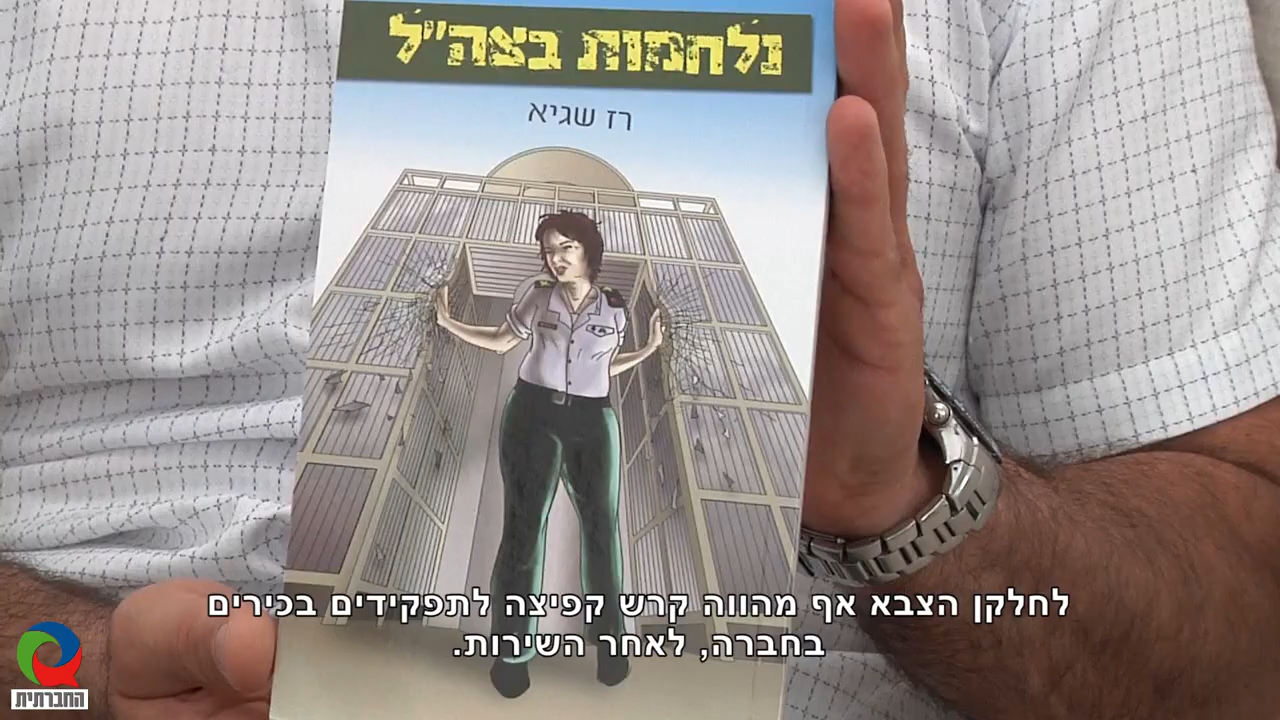 נלחמות בצה"ל
רז שגיא
לחלקן הצבא אף מהווה קרש קפיצה לתפקידים בכירים
בחברה, לאחר השירות.
החברתית